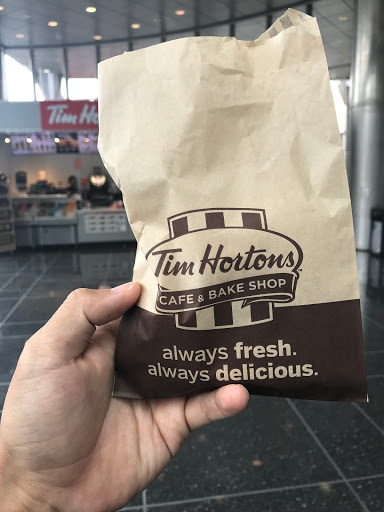 Tim Ho
Tim Hortons
CAFE & BAKE SHOP
always fresh.
always delicious.